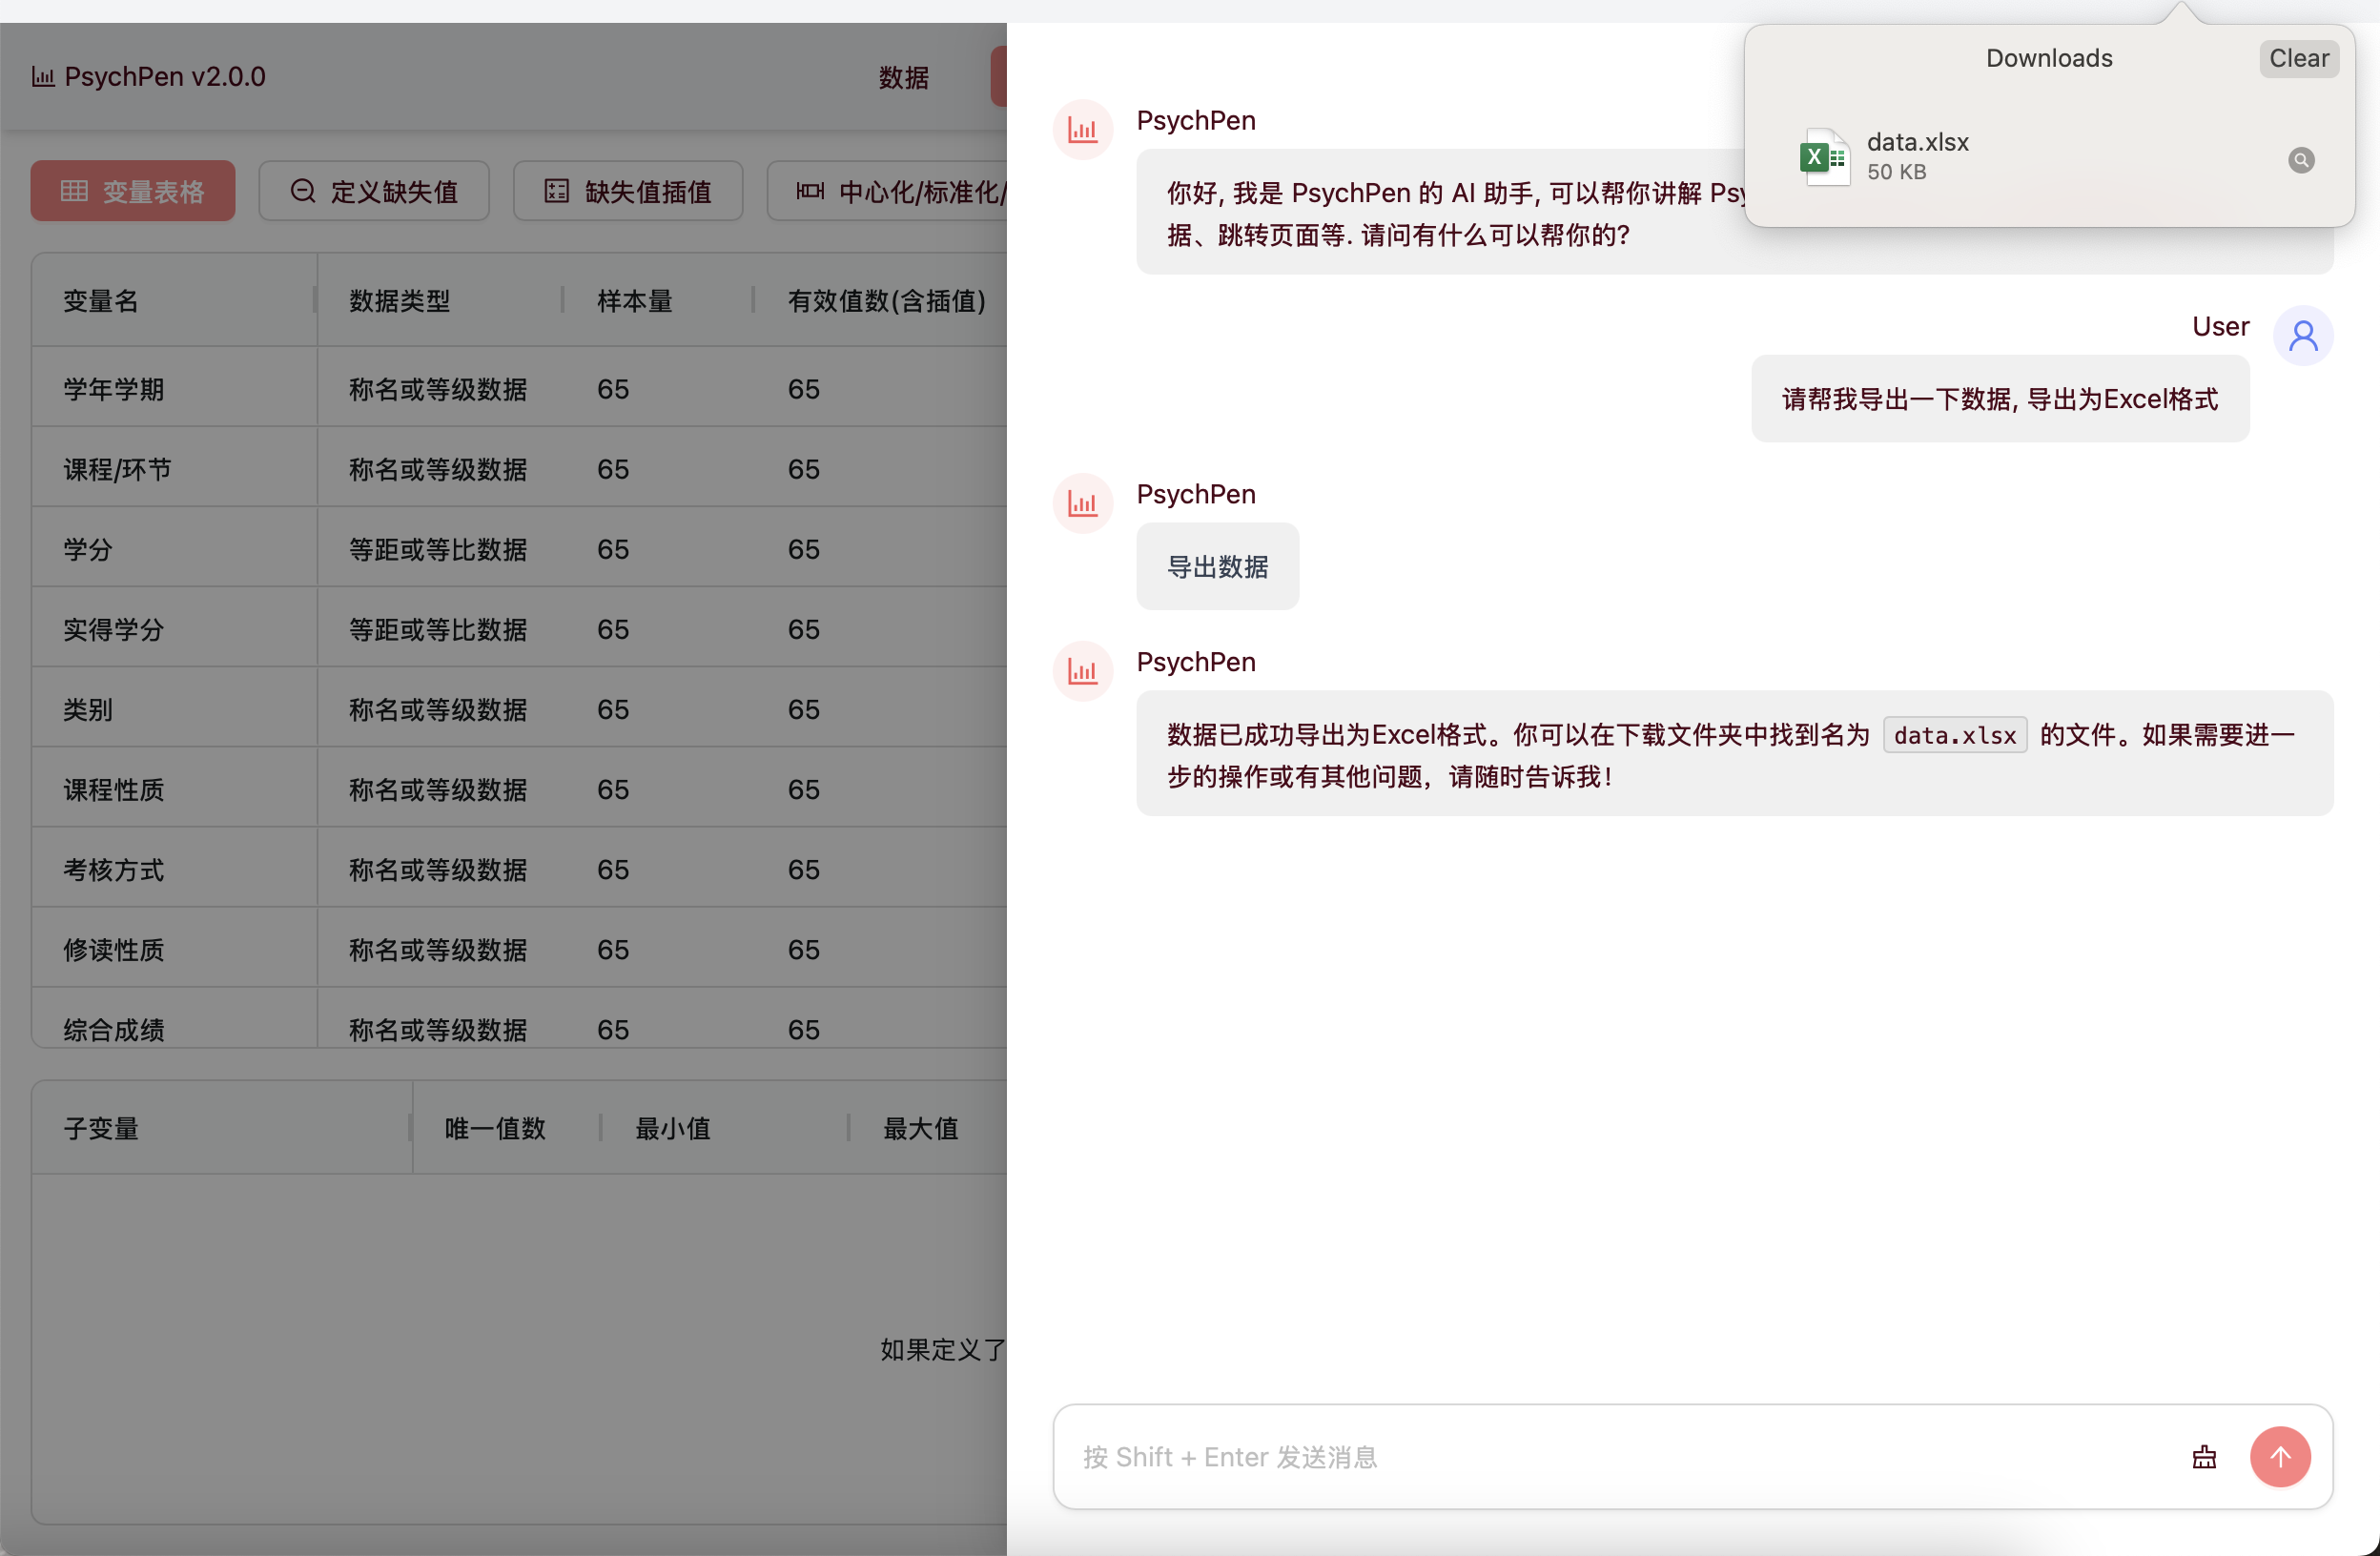 PsychPen v2.0.0
数据
变量表格
定义缺失值
缺失值插值
中心化/标准化/
变量名 数据类型 样本量 有效值数(含插值)
学年学期 称名或等级数据 65 65
课程/环节 称名或等级数据 65 65
学分 等距或等比数据 65 65
实得学分 等距或等比数据 65 65
类别 称名或等级数据 65 65
课程性质 称名或等级数据 65 65
考核方式 称名或等级数据 65 65
修读性质 称名或等级数据 65 65
综合成绩 称名或等级数据 65 65
子变量 唯一值数 最小值 最大值
如果定义了
Downloads
Clear
data.xlsx
50 KB
PsychPen
你好, 我是 PsychPen 的 AI 助手, 可以帮你讲解 Psy
据、跳转页面等. 请问有什么可以帮你的?
User
请帮我导出一下数据, 导出为Excel格式
PsychPen
导出数据
PsychPen
数据已成功导出为Excel格式。你可以在下载文件夹中找到名为 data.xlsx 的文件。如果需要进一
步的操作或有其他问题，请随时告诉我！
按 Shift + Enter 发送消息